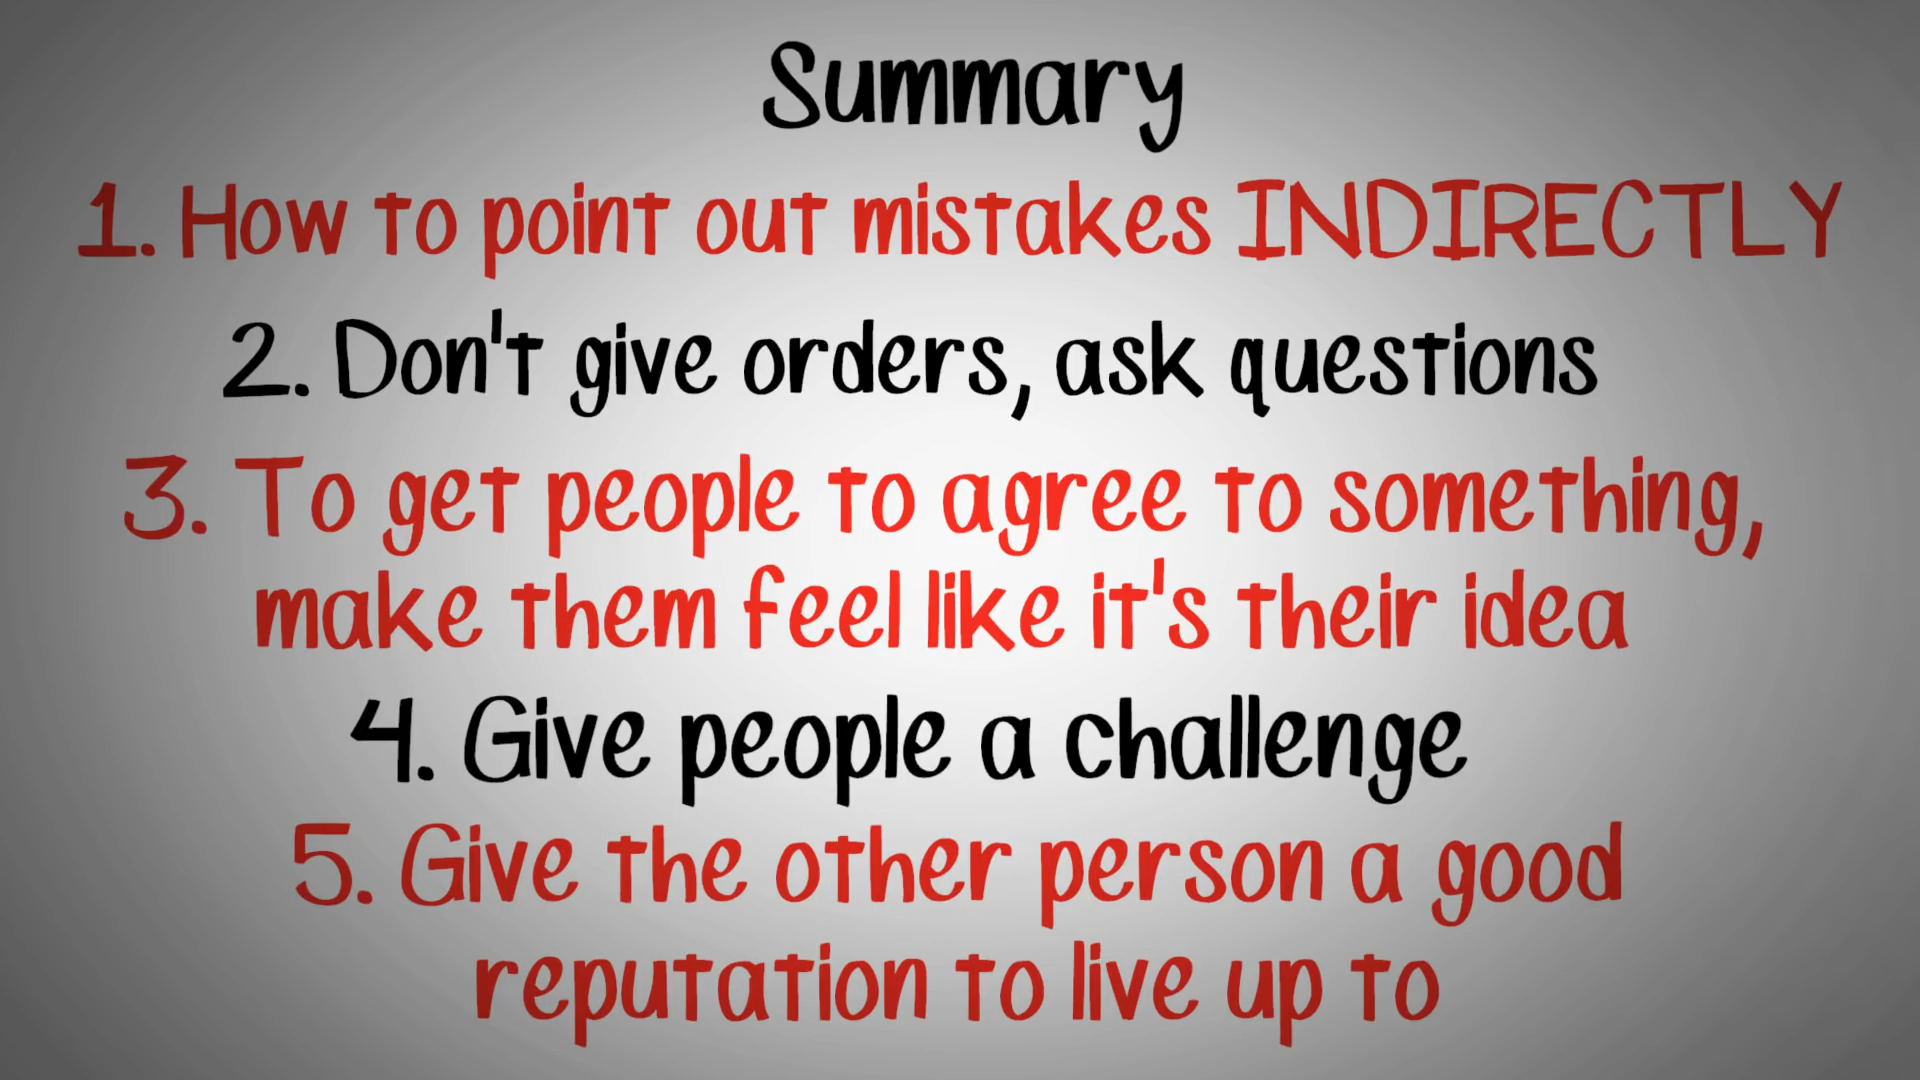 Summary
1. How to point out mistakes INDIRECTLY
2. Don't give orders, ask questions
3. To get people to agree to something,
make them feel like it's their idea
4. Give people a challenge
5. Give the other person a good
reputation to live up to